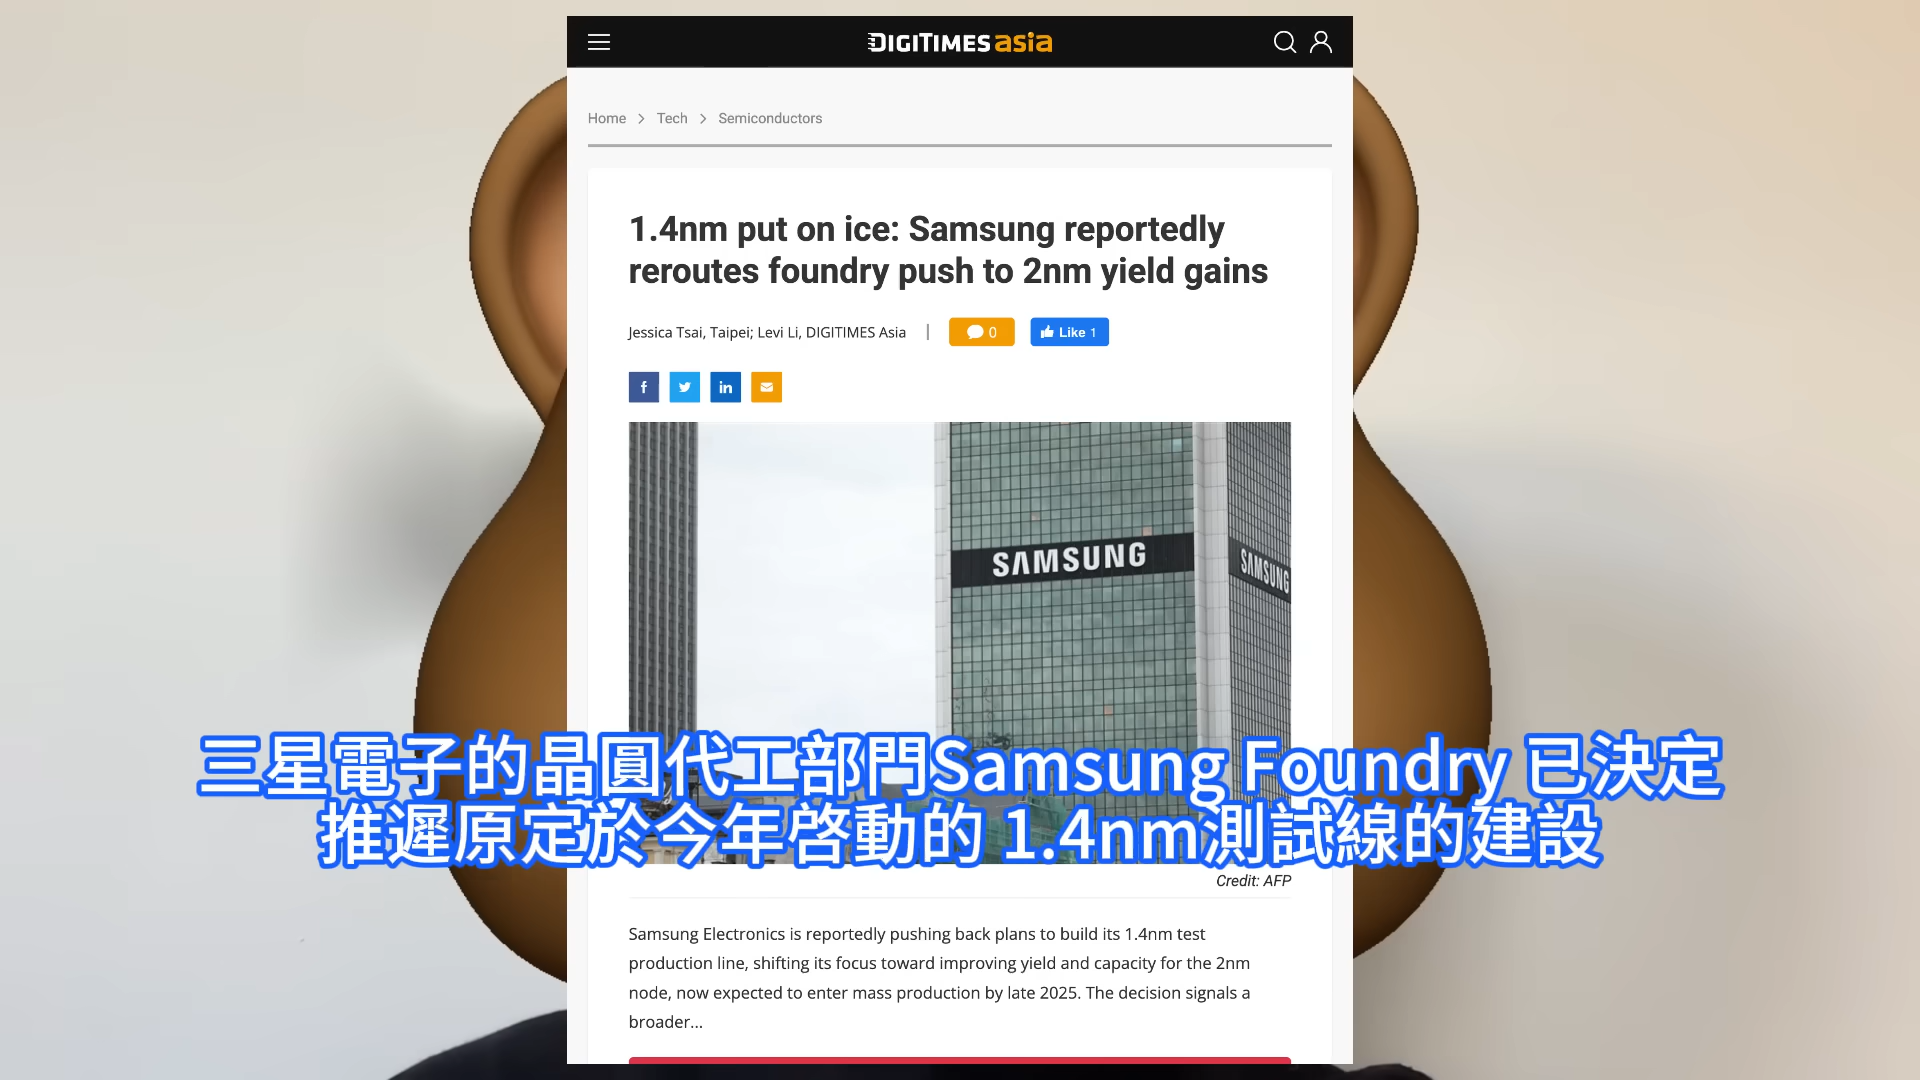 DIGITIMES asia
Home > Tech > Semiconductors
1.4nm put on ice: Samsung reportedly
reroutes foundry push to 2nm yield gains
Jessica Tsai, Taipei; Levi Li, DIGITIMES Asia | 0 Like 1
SAMSUNG
SAMSUNG
三星電子的晶圓代工部門Samsung Foundry 已決定
推遲原定於今年啓動的 1.4nm測試線的建設
Credit: AFP
Samsung Electronics is reportedly pushing back plans to build its 1.4nm test
production line, shifting its focus toward improving yield and capacity for the 2nm
node, now expected to enter mass production by late 2025. The decision signals a
broader...